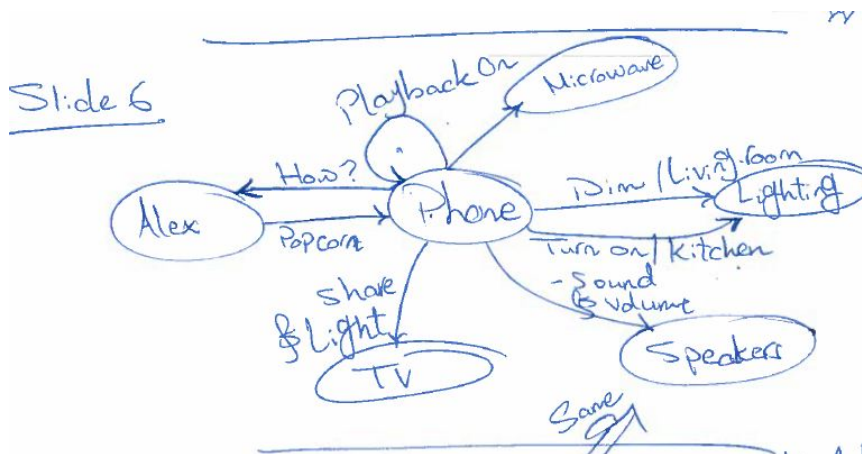 Slide 6
Playback On
Microwave
How?
Dim / Living room
Lighting
Alex
Phone
Popcorn
Turn on / Kitchen
- Sound
& volume
Share
& Light
TV
Speakers
Same